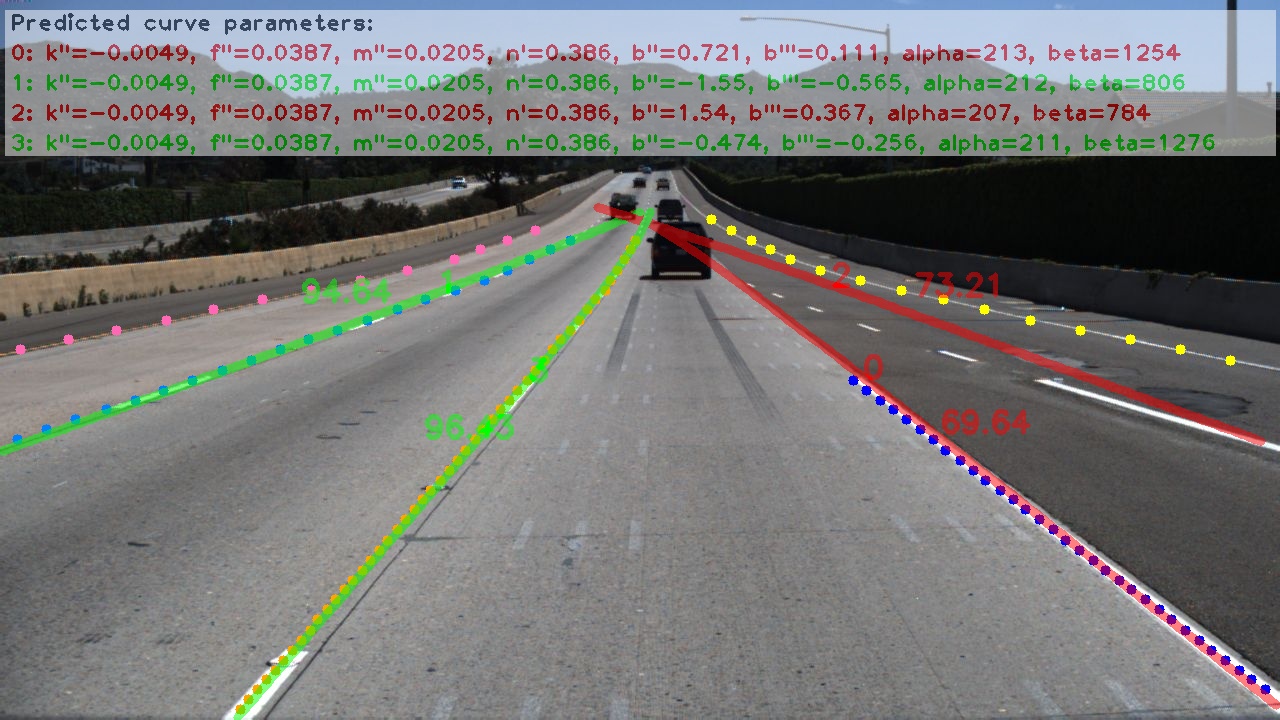 Predicted curve parameters:
0: k''=-0.0049, f''=0.0387, m''=0.0205, n'=0.386, b''=0.721, b'''=0.111, alpha=213, beta=1254
1: k''=-0.0049, f''=0.0387, m''=0.0205, n'=0.386, b''=-1.55, b'''=-0.565, alpha=212, beta=806
2: k''=-0.0049, f''=0.0387, m''=0.0205, n'=0.386, b''=1.54, b'''=0.367, alpha=207, beta=784
3: k''=-0.0049, f''=0.0387, m''=0.0205, n'=0.386, b''=-0.474, b'''=-0.256, alpha=211, beta=1276
94.64 1 2 73.21
0
69.64